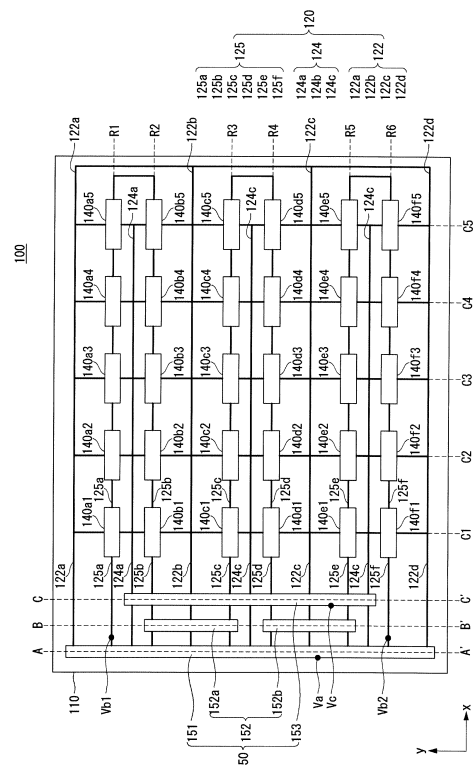 100
110
A
B
C
122a
140a1
140a2
140a3
140a4
140a5
122a
Vb1
125a
125a
R1
124a
124a
125b
125b
R2
140b1
140b2
140b3
140b4
140b5
122b
122b
140c1
140c2
140c3
140c4
140c5
125c
125c
R3
124c
124c
125d
125d
R4
140d1
140d2
140d3
140d4
140d5
122c
122c
140e1
140e2
140e3
140e4
140e5
125e
125e
R5
124c
124c
125f
125f
R6
140f1
140f2
140f3
140f4
140f5
122d
122d
Va
Vc
Vb2
A'
B'
C'
C1
C2
C3
C4
C5
151
152a
152b
152
153
50
125a
125b
125c
125d
125e
125f
125
124a
124b
124c
124
122a
122b
122c
122d
122
120
y
x